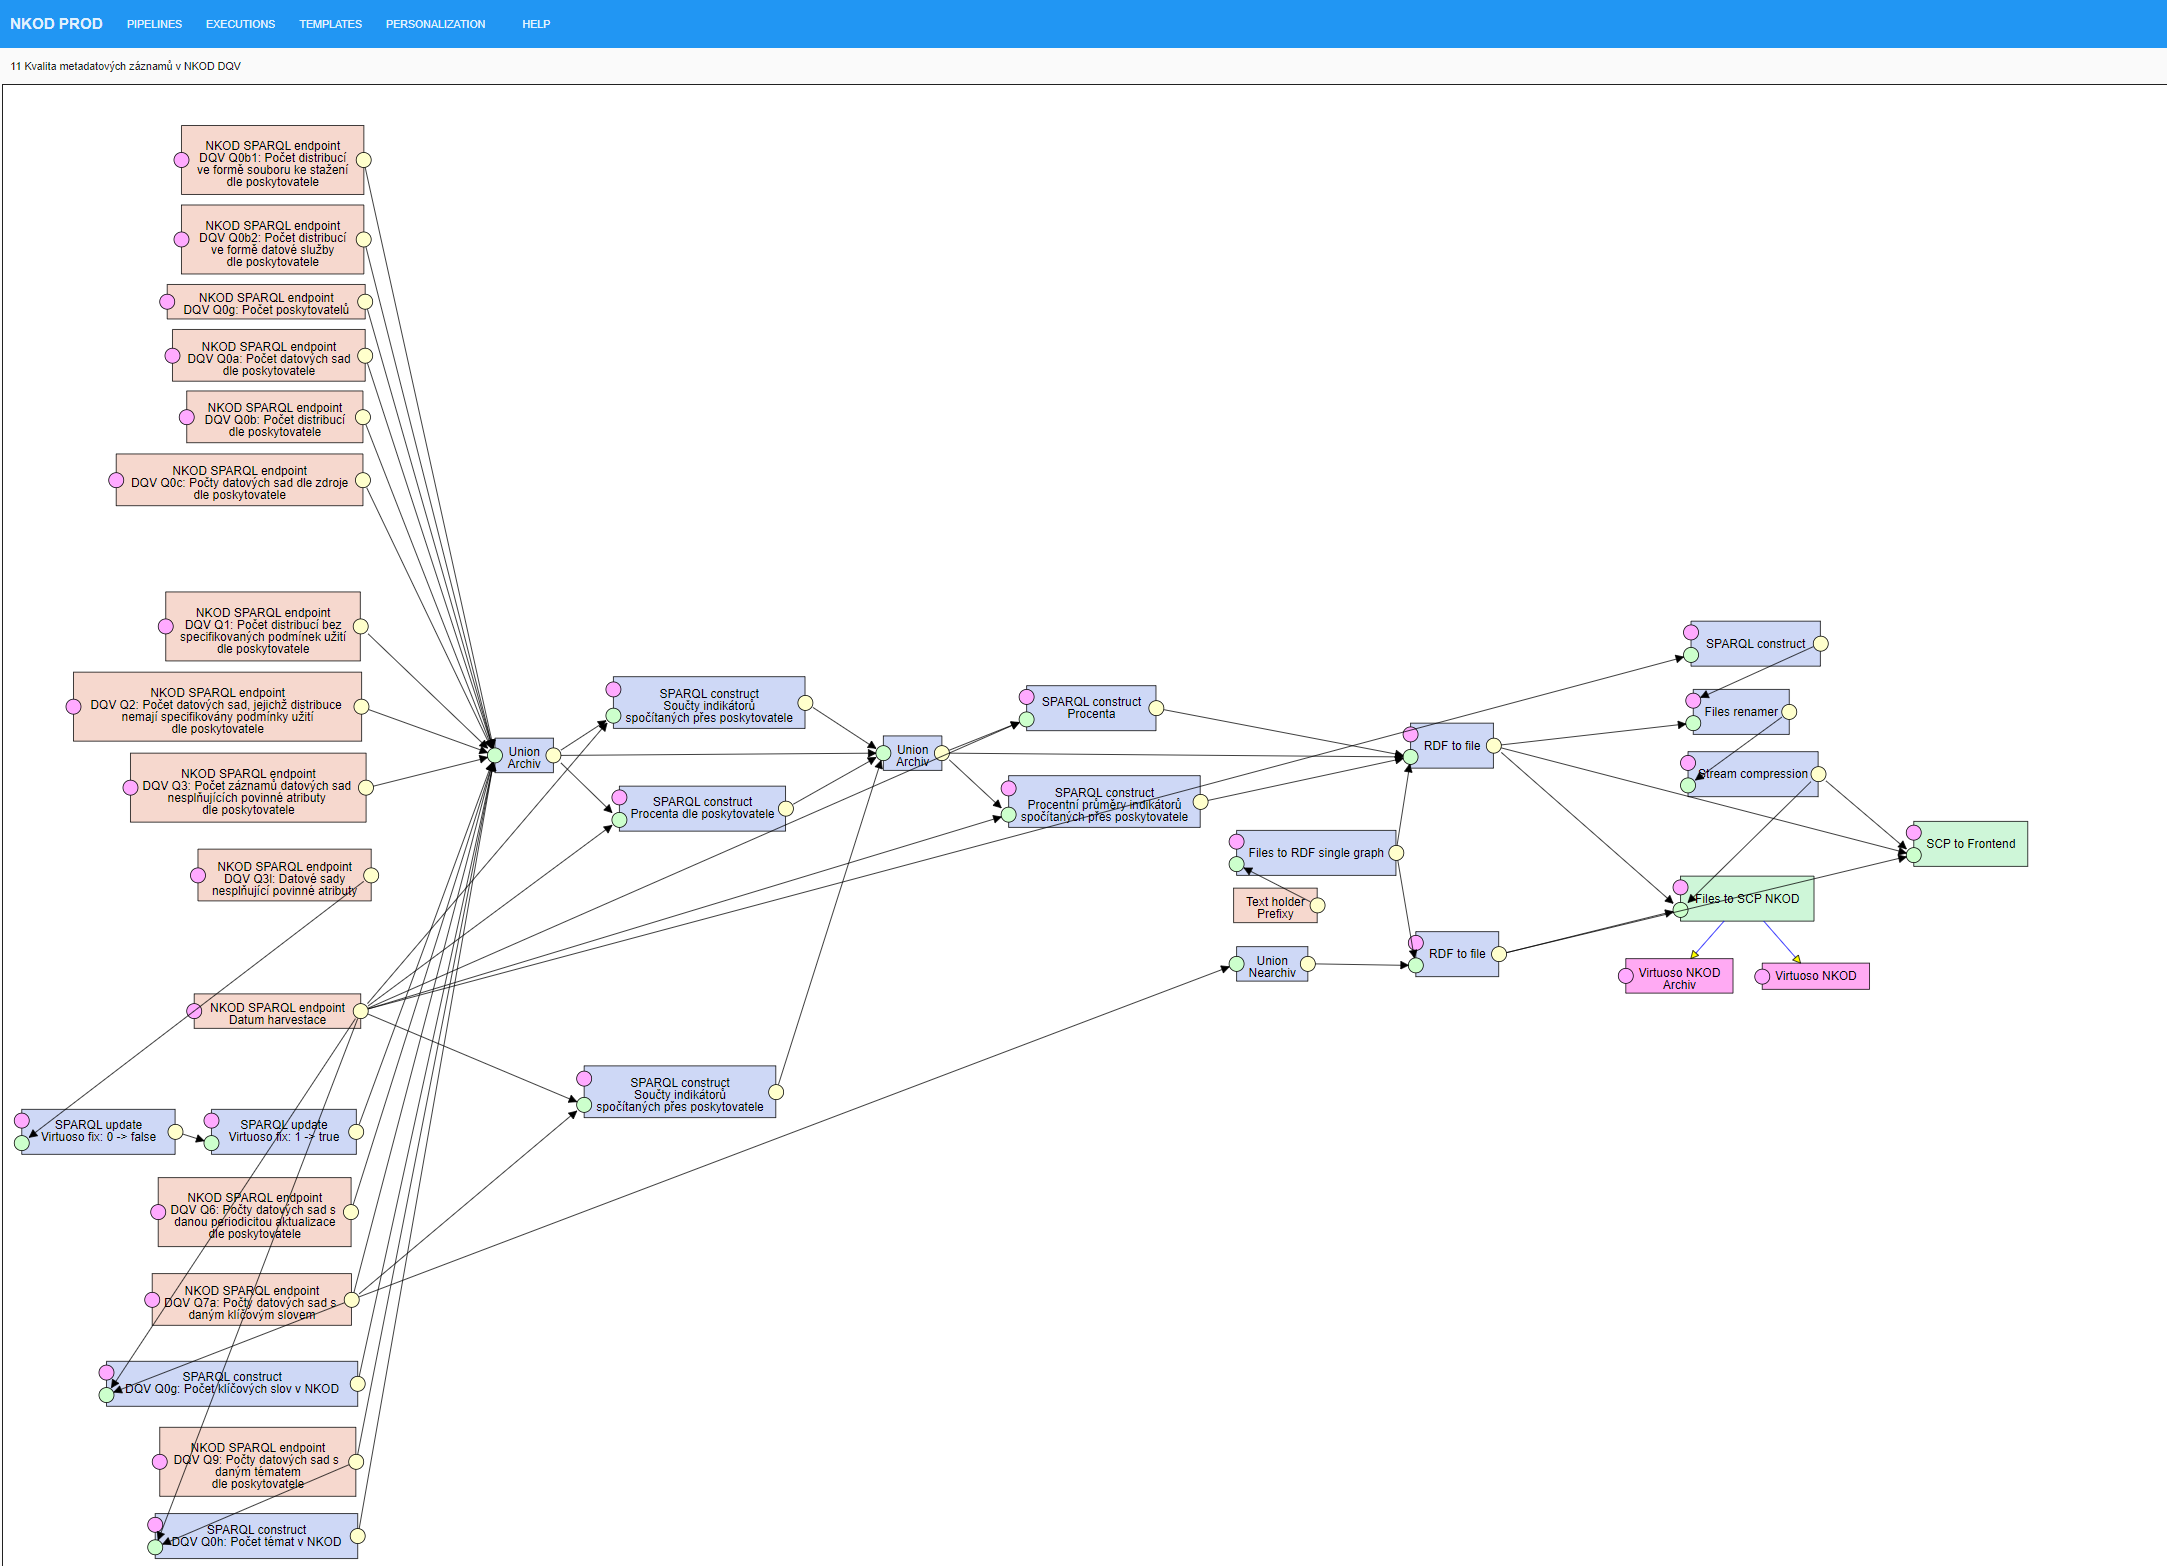 NKOD PROD PIPELINES EXECUTIONS TEMPLATES PERSONALIZATION HELP
11 Kvalita metadatových záznamů v NKOD DQV
NKOD SPARQL endpoint
DQV Q0b1: Počet distribucí
ve formě souboru ke stažení
dle poskytovatele
NKOD SPARQL endpoint
DQV Q0b2: Počet distribucí
ve formě datové služby
dle poskytovatele
NKOD SPARQL endpoint
DQV Q0g: Počet poskytovatelů
NKOD SPARQL endpoint
DQV Q0a: Počet datových sad
dle poskytovatele
NKOD SPARQL endpoint
DQV Q0b: Počet distribucí
dle poskytovatele
NKOD SPARQL endpoint
DQV Q0c: Počty datových sad dle zdroje
dle poskytovatele
NKOD SPARQL endpoint
DQV Q1: Počet distribucí bez
specifikovaných podmínek užití
dle poskytovatele
NKOD SPARQL endpoint
DQV Q2: Počet datových sad, jejichž distribuce
nemají specifikovány podmínky užití
dle poskytovatele
NKOD SPARQL endpoint
DQV Q3: Počet záznamů datových sad
nesplňujících povinné atributy
dle poskytovatele
NKOD SPARQL endpoint
DQV Q3l: Datové sady
nesplňující povinné atributy
NKOD SPARQL endpoint
Datum harvestace
SPARQL update
Virtuoso fix: 0 -> false
SPARQL update
Virtuoso fix: 1 -> true
NKOD SPARQL endpoint
DQV Q6: Počty datových sad s
danou periodicitou aktualizace
dle poskytovatele
NKOD SPARQL endpoint
DQV Q7a: Počty datových sad s
daným klíčovým slovem
SPARQL construct
DQV Q0g: Počet klíčových slov v NKOD
NKOD SPARQL endpoint
DQV Q9: Počty datových sad s
daným tématem
dle poskytovatele
SPARQL construct
DQV Q0h: Počet témat v NKOD
Union
Archiv
SPARQL construct
Součty indikátorů
spočítaných přes poskytovatele
SPARQL construct
Procenta dle poskytovatele
SPARQL construct
Součty indikátorů
spočítaných přes poskytovatele
Union
Archiv
SPARQL construct
Procenta
SPARQL construct
Procentní průměry indikátorů
spočítaných přes poskytovatele
Files to RDF single graph
Text holder
Prefixy
Union
Nearchiv
RDF to file
RDF to file
SPARQL construct
Files renamer
Stream compression
SCP to Frontend
Files to SCP NKOD
Virtuoso NKOD
Archiv
Virtuoso NKOD